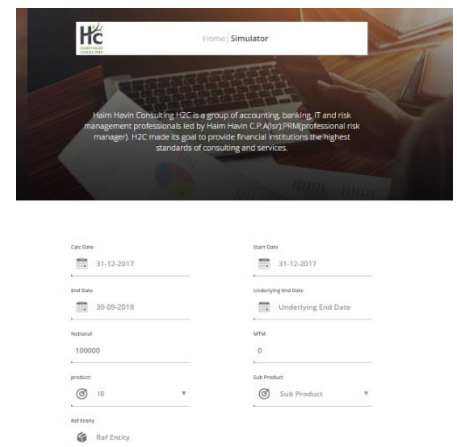 H2C
Home | Simulator
Haim Havin Consulting H2C is a group of accounting, banking, IT and risk
management professionals led by Haim Havin C.P.A(Isr),PRM(professional risk
manager). H2C made its goal to provide financial institutions the highest
standards of consulting and services.
Calc Date
Start Date
31-12-2017
31-12-2017
End Date
Underlying End Date
30-09-2018
Underlying End Date
Notional
MTM
100000
0
product
Sub Product
18
Sub Product
Ref Entity
Ref Entity